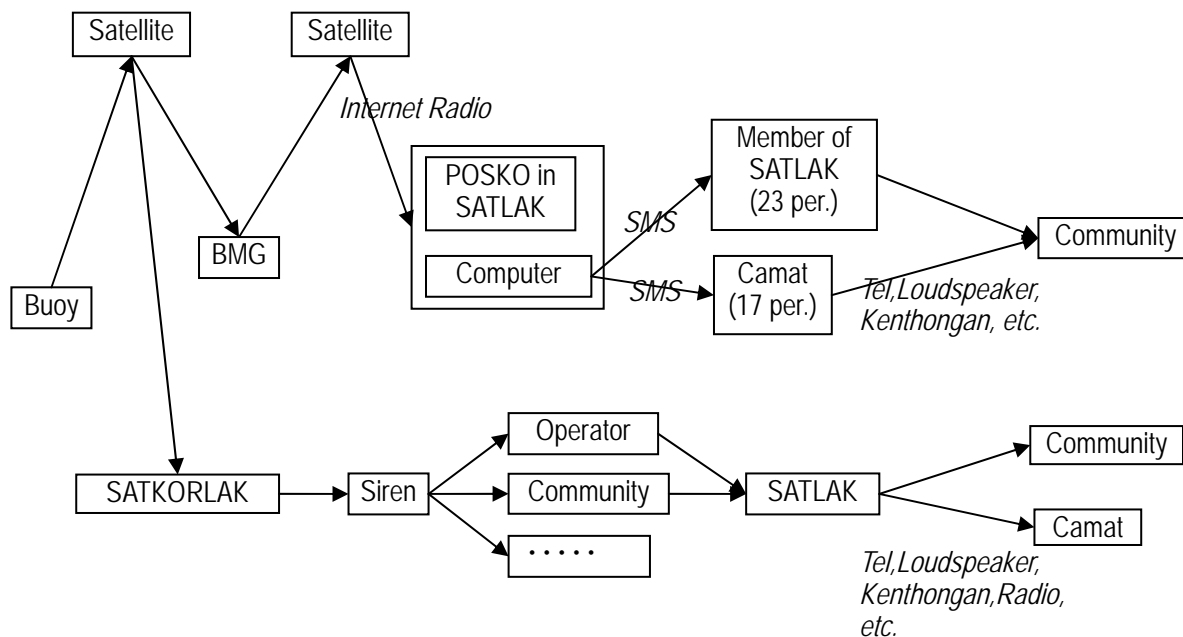 Satellite
Satellite
Internet Radio
POSKO in
SATLAK
Computer
BMG
Buoy
SMS
SMS
Member of
SATLAK
(23 per.)
Camat
(17 per.)
Community
Tel,Loudspeaker,
Kenthongan, etc.
SATKORLAK
Siren
Operator
Community
.....
SATLAK
Community
Camat
Tel,Loudspeaker,
Kenthongan,Radio,
etc.